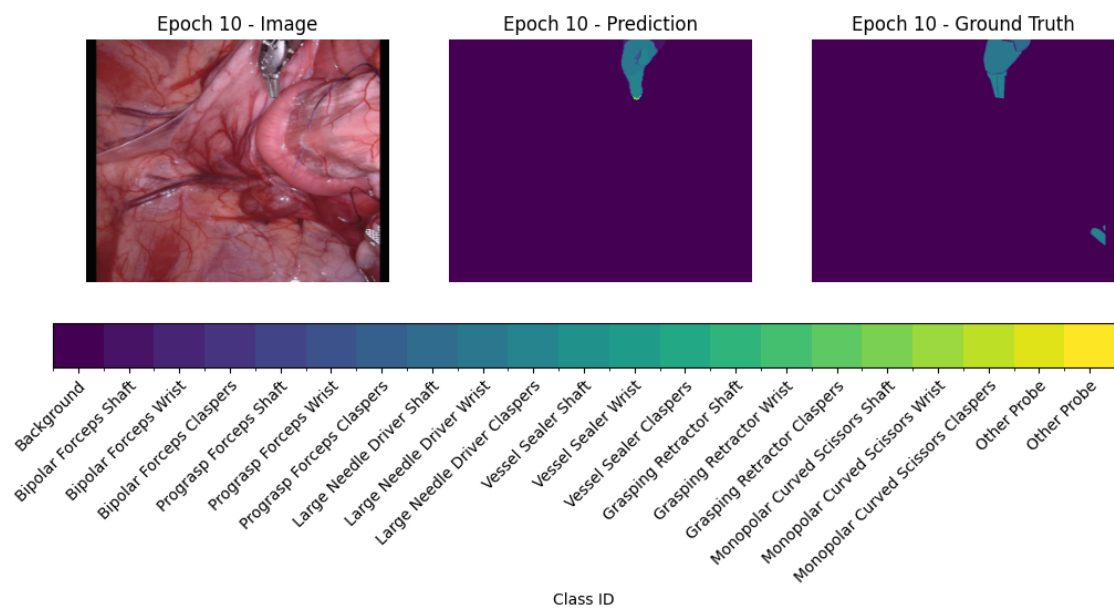 Epoch 10 - Image
Epoch 10 - Prediction
Epoch 10 - Ground Truth
Background
Bipolar Forceps Shaft
Bipolar Forceps Wrist
Bipolar Forceps Claspers
Prograsp Forceps Shaft
Prograsp Forceps Wrist
Prograsp Forceps Claspers
Large Needle Driver Shaft
Large Needle Driver Wrist
Large Needle Driver Claspers
Vessel Sealer Shaft
Vessel Sealer Wrist
Vessel Sealer Claspers
Grasping Retractor Shaft
Grasping Retractor Wrist
Grasping Retractor Claspers
Monopolar Curved Scissors Shaft
Monopolar Curved Scissors Wrist
Monopolar Curved Scissors Claspers
Other Probe
Other Probe
Class ID